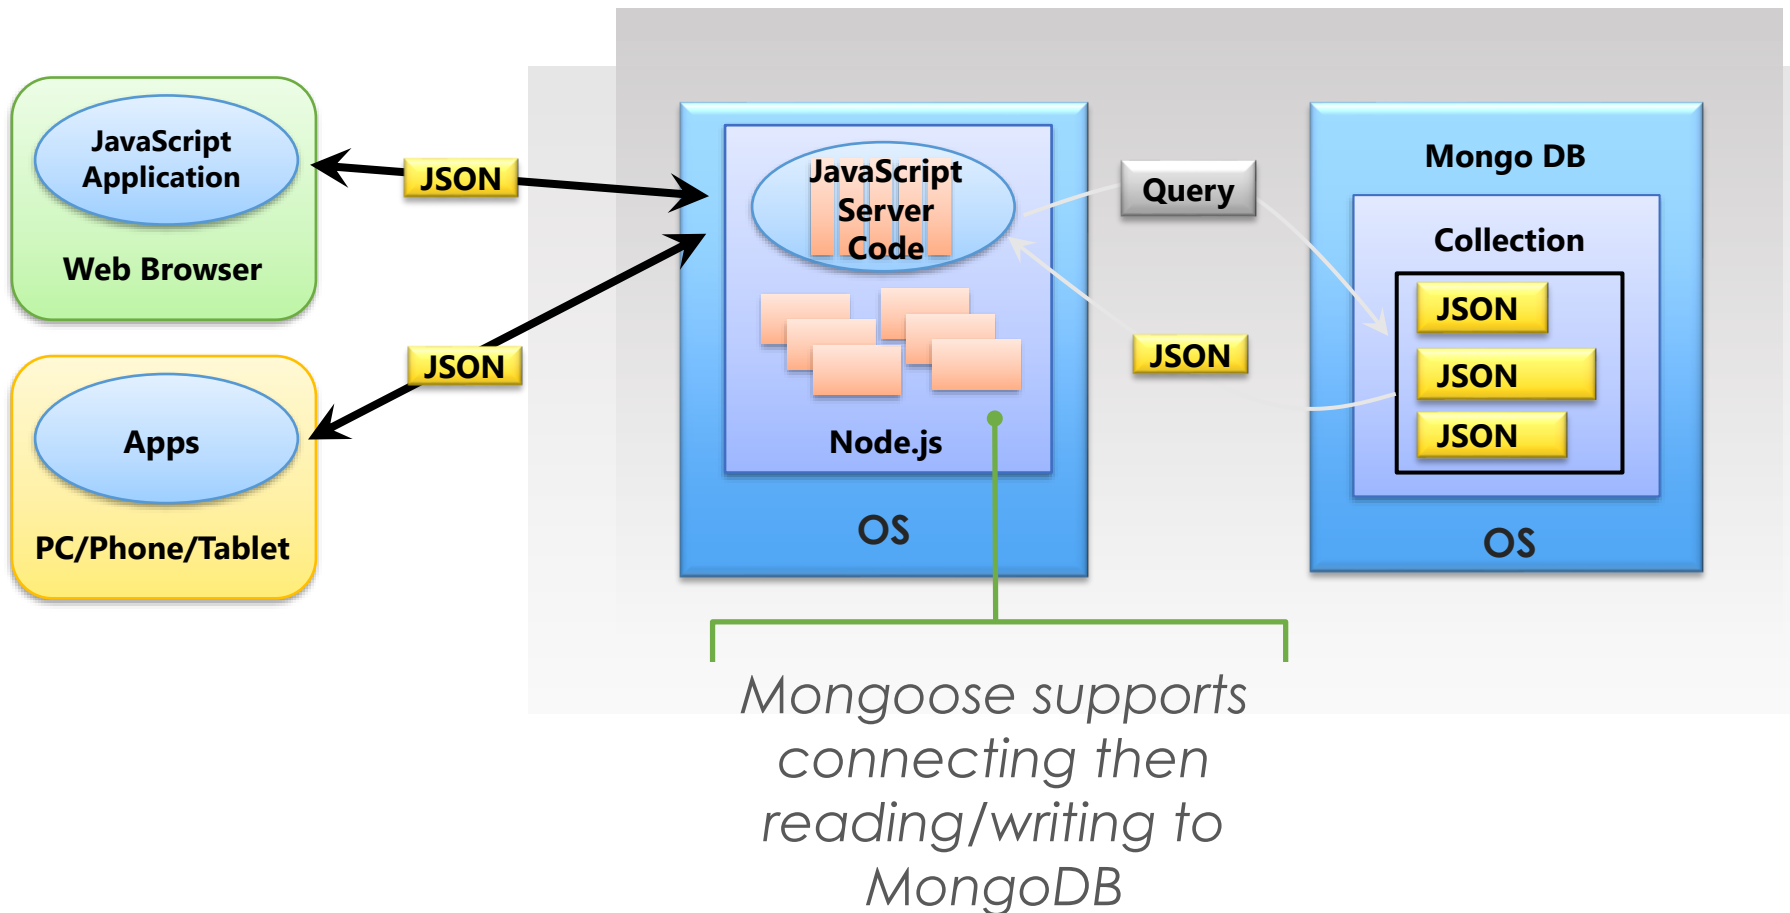 JavaScript
Application
Web Browser
JSON
Apps
PC/Phone/Tablet
JSON
JavaScript
Server
Code
Node.js
OS
Query
JSON
Mongo DB
Collection
JSON
JSON
JSON
OS
Mongoose supports
connecting then
reading/writing to
MongoDB